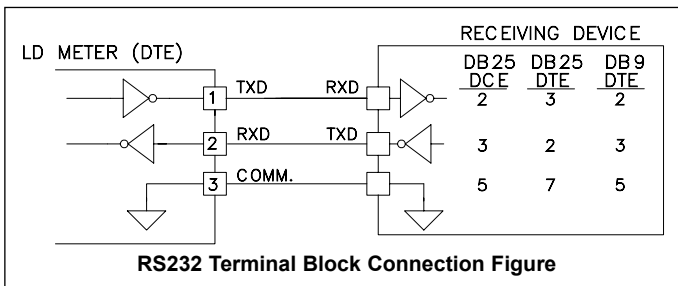 RECEIVING DEVICE
LD METER (DTE)
DB25 DB25 DB9
DCE DTE DTE
1 TXD RXD 2 3 2
2 RXD TXD 3 2 3
3 COMM. 5 7 5
RS232 Terminal Block Connection Figure